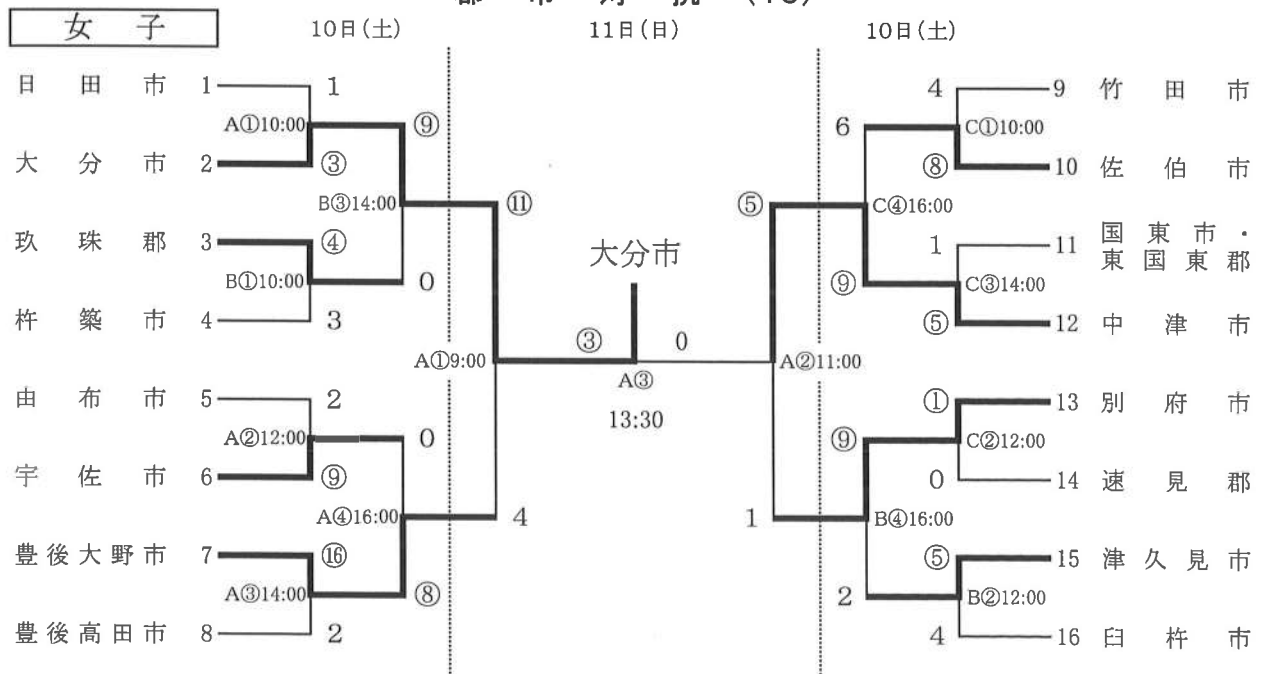 女子
10日(土)
11日(日)
10日(土)
日田市 1
1
A①10:00
⑨
大分市 2
③
B③14:00
⑪
玖珠郡 3
④
B①10:00
0
杵築市 4
3
A①9:00
由布市 5
2
A②12:00
0
宇佐市 6
⑨
A④16:00
4
豊後大野市 7
⑯
A③14:00
⑧
豊後高田市 8
2
大分市
③
0
A③
13:30
4
9 竹田市
6
C①10:00
⑧
10 佐伯市
⑤
C④16:00
1
11 国東市・
東国東郡
⑨
C③14:00
⑤
12 中津市
A②11:00
①
13 別府市
⑨
C②12:00
0
14 速見郡
1
B④16:00
⑤
15 津久見市
2
B②12:00
4
16 臼杵市